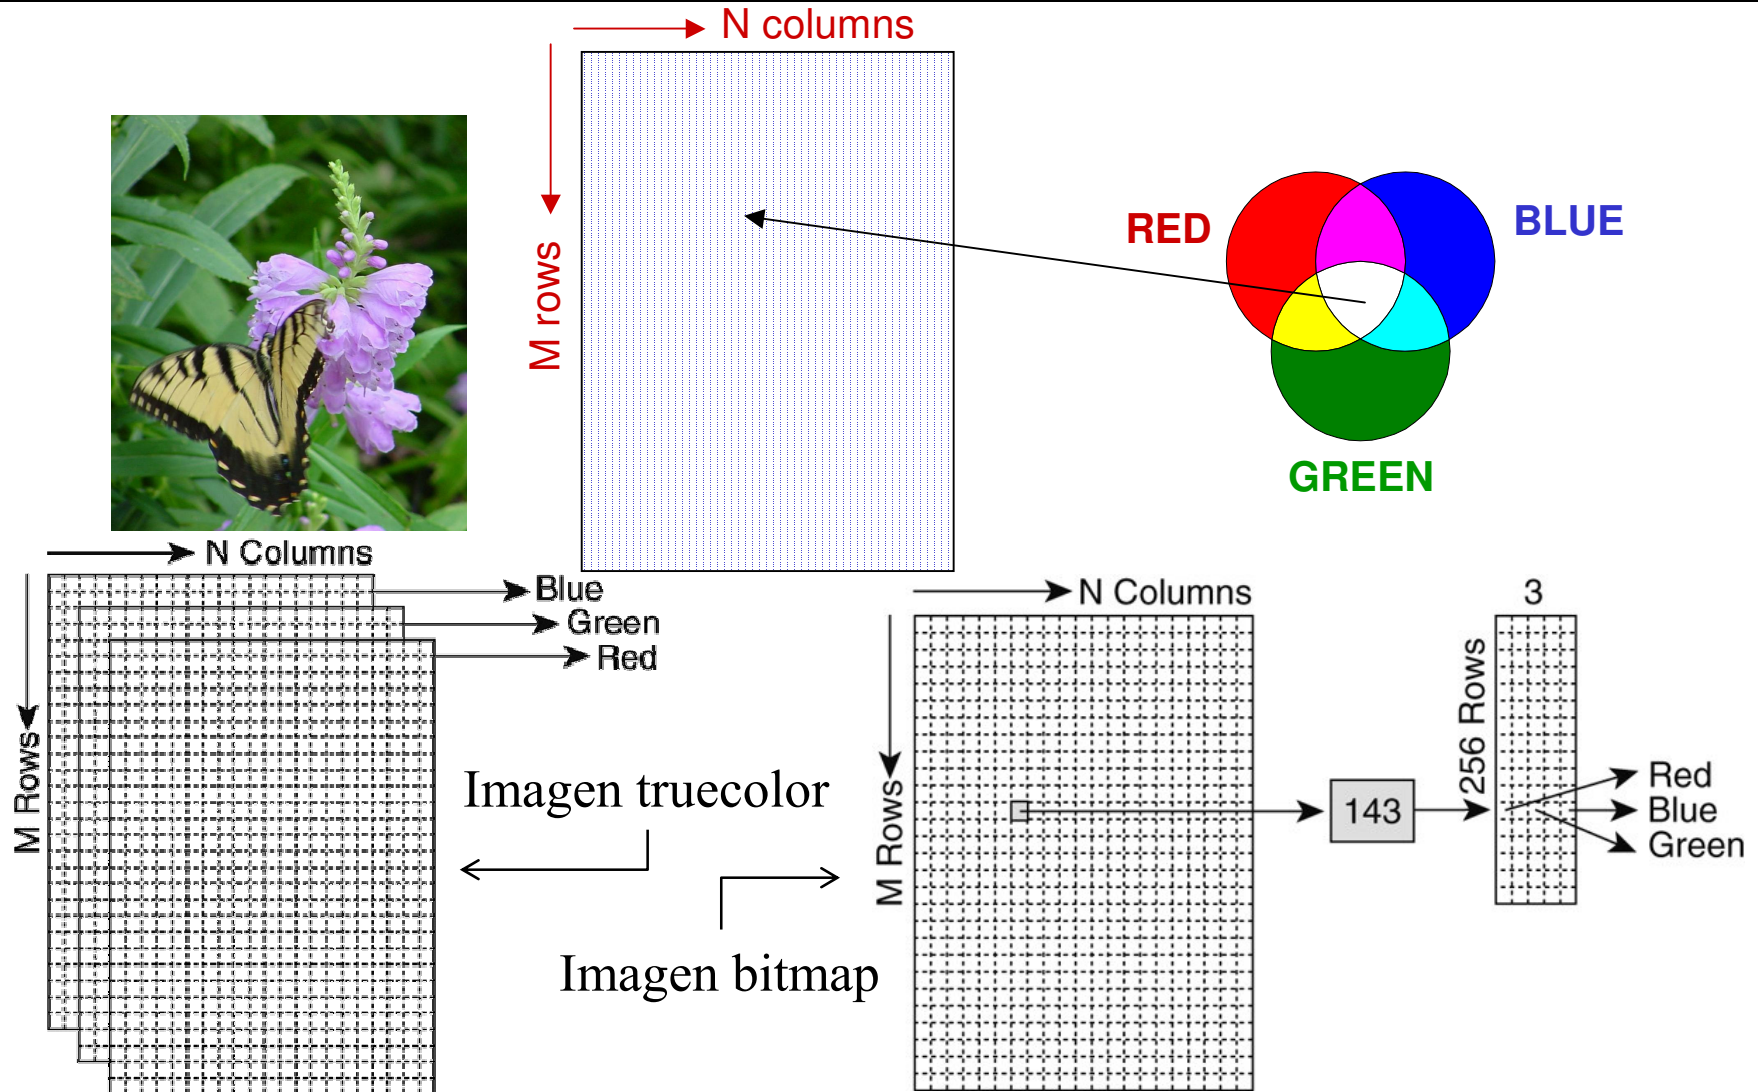 N columns
M rows
RED
BLUE
GREEN
N Columns
M Rows
Blue
Green
Red
Imagen truecolor
Imagen bitmap
N Columns
M Rows
143
3
256 Rows
Red
Blue
Green